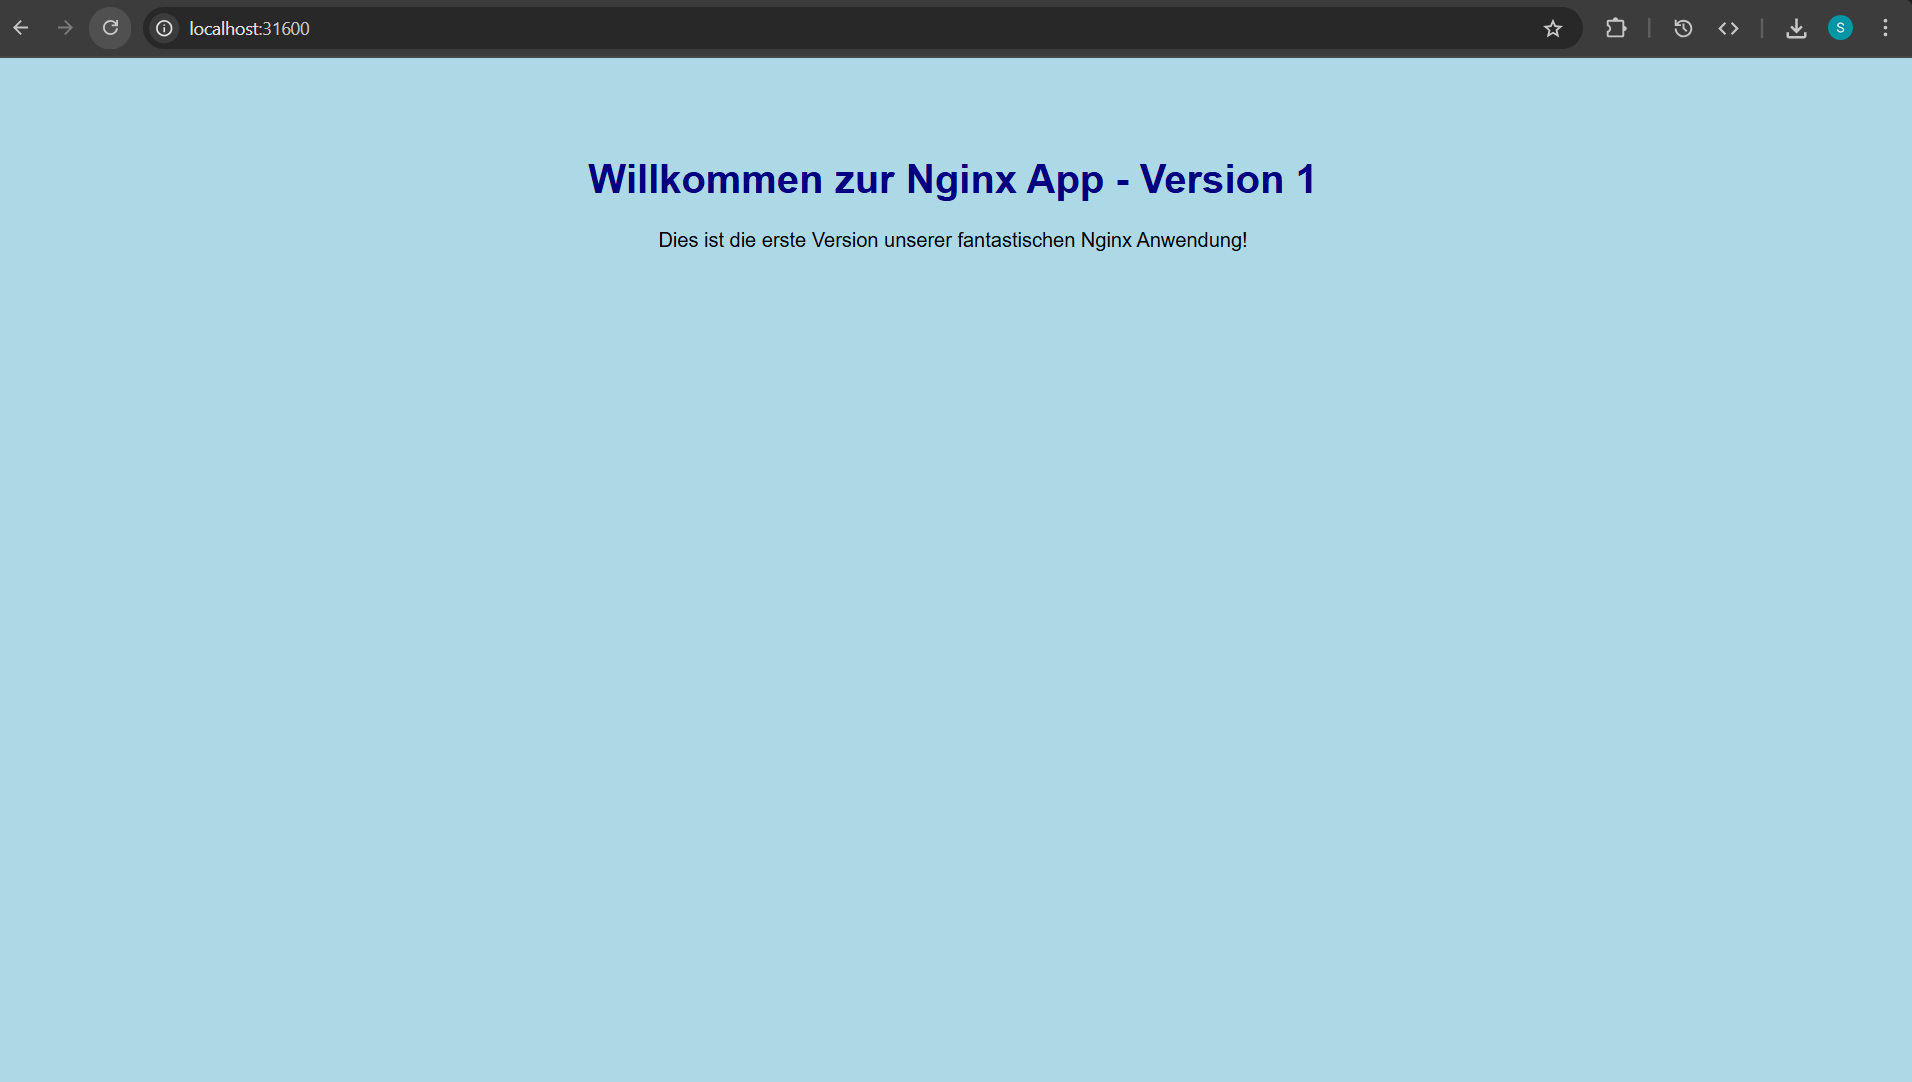 localhost:31600
S
Willkommen zur Nginx App - Version 1
Dies ist die erste Version unserer fantastischen Nginx Anwendung!